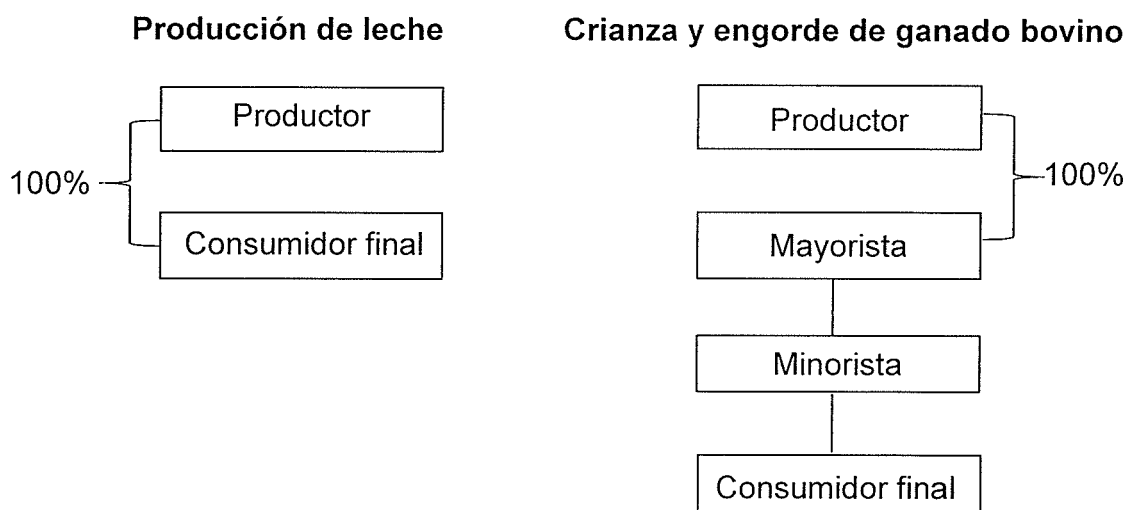 Producción de leche
Productor
100%
Consumidor final
Crianza y engorde de ganado bovino
Productor
100%
Mayorista
Minorista
Consumidor final